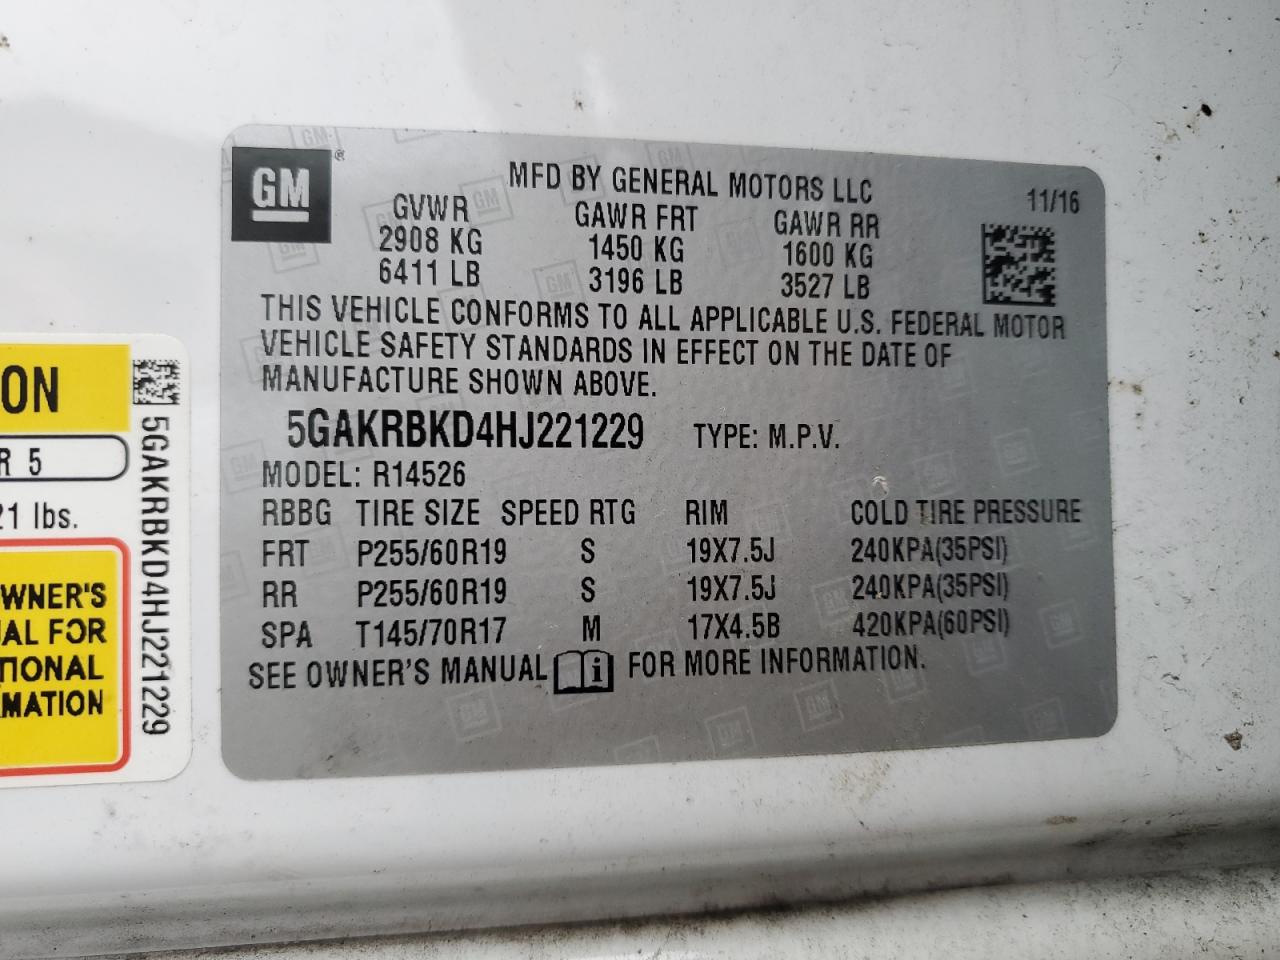 GM
MFD BY GENERAL MOTORS LLC
11/16
GVWR GAWR FRT GAWR RR
2908 KG 1450 KG 1600 KG
6411 LB 3196 LB 3527 LB
THIS VEHICLE CONFORMS TO ALL APPLICABLE U.S. FEDERAL MOTOR
VEHICLE SAFETY STANDARDS IN EFFECT ON THE DATE OF
MANUFACTURE SHOWN ABOVE.
5GAKRBKD4HJ221229 TYPE: M.P.V.
MODEL: R14526
RBBG TIRE SIZE SPEED RTG RIM COLD TIRE PRESSURE
FRT P255/60R19 S 19X7.5J 240KPA(35PSI)
RR P255/60R19 S 19X7.5J 240KPA(35PSI)
SPA T145/70R17 M 17X4.5B 420KPA(60PSI)
SEE OWNER'S MANUAL i FOR MORE INFORMATION.
ON
R 5
21 lbs.
WNER'S
UAL FOR
TIONAL
RMATION
5GAKRBKD4HJ221229